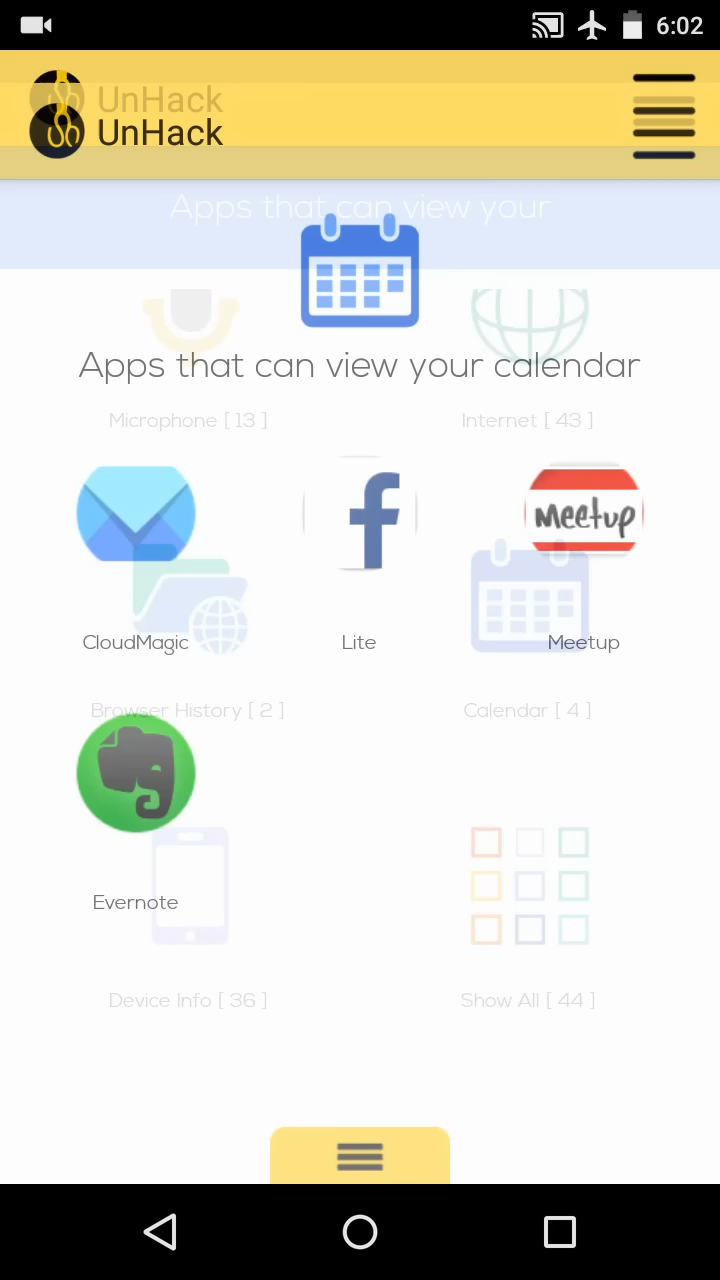 6:02
UnHack
UnHack
Apps that can view your
Apps that can view your calendar
Microphone [ 13 ]
Internet [ 43 ]
Meetup
CloudMagic
Lite
Meetup
Browser History [ 2 ]
Calendar [ 4 ]
Evernote
Device Info [ 36 ]
Show All [ 44 ]